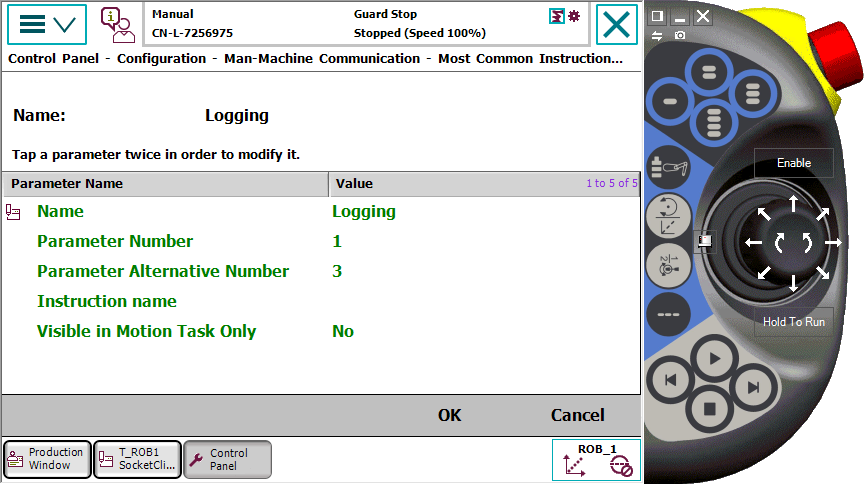 Manual
Guard Stop
CN-L-7256975
Stopped (Speed 100%)
Control Panel - Configuration - Man-Machine Communication - Most Common Instruction...
Name:
Logging
Tap a parameter twice in order to modify it.
Parameter Name
Value
1 to 5 of 5
Name
Logging
Parameter Number
1
Parameter Alternative Number
3
Instruction name
Visible in Motion Task Only
No
OK
Cancel
Production
Window
T_ROB1
SocketCli...
Control
Panel
ROB_1
Enable
Hold To Run